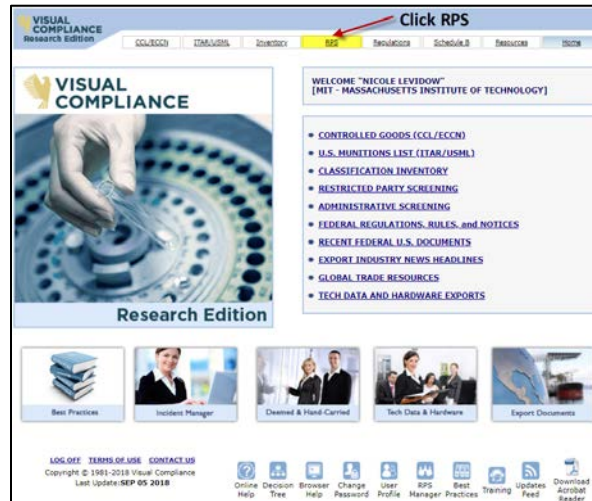 VISUAL
COMPLIANCE
Research Edition
Click RPS
CCL/ECCN
ITAR/USML
Inventory
RPS
Regulations
Schedule B
Resources
Home
VISUAL
COMPLIANCE
Research Edition
WELCOME "NICOLE LEVIDOW"
[MIT - MASSACHUSETTS INSTITUTE OF TECHNOLOGY]
CONTROLLED GOODS (CCL/ECCN)
U.S. MUNITIONS LIST (ITAR/USML)
CLASSIFICATION INVENTORY
RESTRICTED PARTY SCREENING
ADMINISTRATIVE SCREENING
FEDERAL REGULATIONS, RULES, and NOTICES
RECENT FEDERAL U.S. DOCUMENTS
EXPORT INDUSTRY NEWS HEADLINES
GLOBAL TRADE RESOURCES
TECH DATA AND HARDWARE EXPORTS
Best Practices
Incident Manager
Deemed & Hand-Carried
Tech Data & Hardware
Export Documents
LOG OFF TERMS OF USE CONTACT US
Copyright © 1981-2018 Visual Compliance
Last Update:SEP 05 2018
Online Help
Decision Tree
Browser Help
Change Password
User Profile
RPS Manager
Best Practices
Training
Updates Feed
Download Acrobat Reader